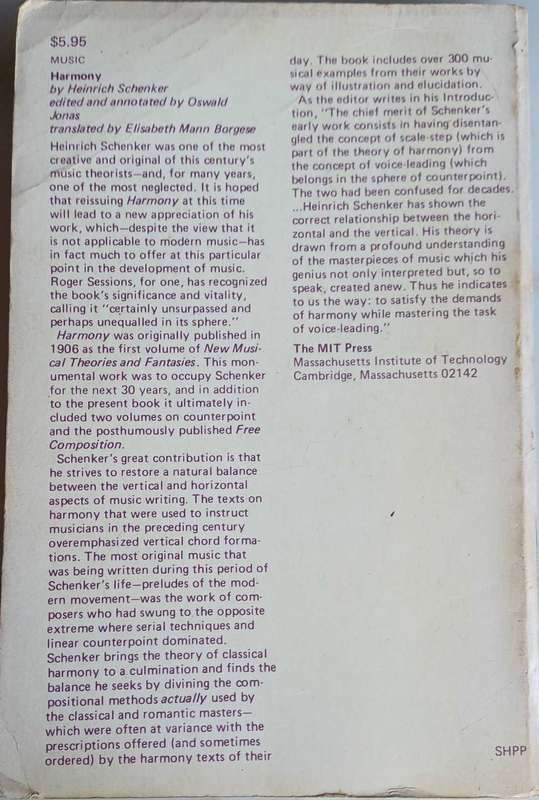 $5.95
MUSIC
Harmony
by Heinrich Schenker
edited and annotated by Oswald
Jonas
translated by Elisabeth Mann Borgese
Heinrich Schenker was one of the most
creative and original of this century's
music theorists—and, for many years,
one of the most neglected. It is hoped
that reissuing Harmony at this time
will lead to a new appreciation of his
work, which—despite the view that it
is not applicable to modern music—has
in fact much to offer at this particular
point in the development of music.
Roger Sessions, for one, has recognized
the book's significance and vitality,
calling it "certainly unsurpassed and
perhaps unequalled in its sphere."
Harmony was originally published in
1906 as the first volume of New Musi-
cal Theories and Fantasies. This mon-
umental work was to occupy Schenker
for the next 30 years, and in addition
to the present book it ultimately in-
cluded two volumes on counterpoint
and the posthumously published Free
Composition.
Schenker's great contribution is that
he strives to restore a natural balance
between the vertical and horizontal
aspects of music writing. The texts on
harmony that were used to instruct
musicians in the preceding century
overemphasized vertical chord forma-
tions. The most original music that
was being written during this period of
Schenker's life—preludes of the mod-
ern movement—was the work of com-
posers who had swung to the opposite
extreme where serial techniques and
linear counterpoint dominated.
Schenker brings the theory of classical
harmony to a culmination and finds the
balance he seeks by divining the com-
positional methods actually used by
the classical and romantic masters—
which were often at variance with the
prescriptions offered (and sometimes
ordered) by the harmony texts of their
day. The book includes over 300 mu-
sical examples from their works by
way of illustration and elucidation.
As the editor writes in his Introduc-
tion, "The chief merit of Schenker's
early work consists in having disentan-
gled the concept of scale-step (which is
part of the theory of harmony) from
the concept of voice-leading (which
belongs in the sphere of counterpoint).
The two had been confused for decades.
...Heinrich Schenker has shown the
correct relationship between the hori-
zontal and the vertical. His theory is
drawn from a profound understanding
of the masterpieces of music which his
genius not only interpreted but, so to
speak, created anew. Thus he indicates
to us the way: to satisfy the demands
of harmony while mastering the task
of voice-leading."
The MIT Press
Massachusetts Institute of Technology
Cambridge, Massachusetts 02142
SHPP